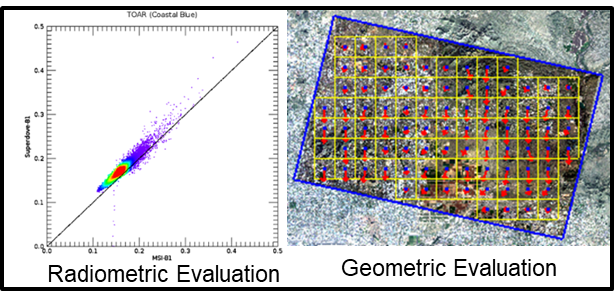 TOAR (Coastal Blue)
0.5
0.4
0.3
0.2
0.1
0.0
Superdove-B1
0.0 0.1 0.2 0.3 0.4 0.5
MSI-B1
Radiometric Evaluation
Geometric Evaluation